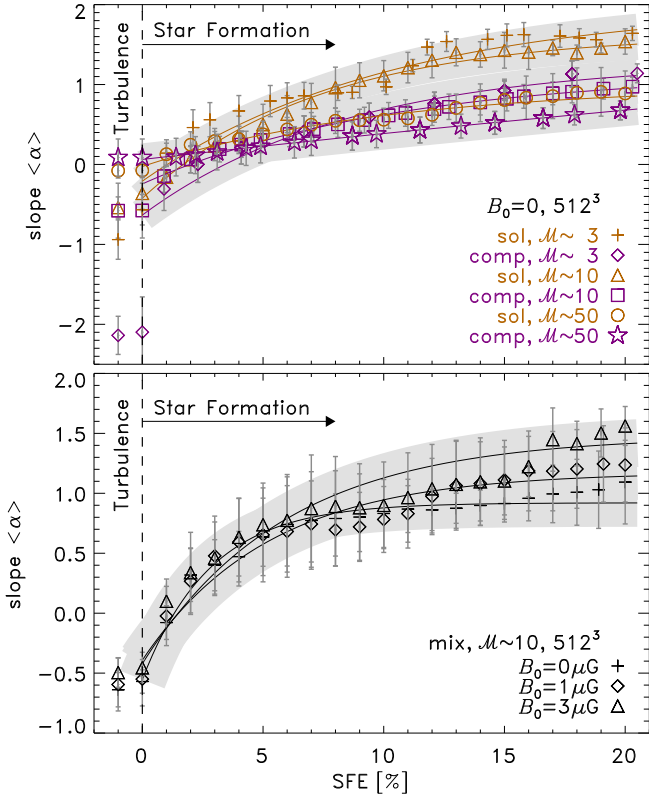 2
1
0
−1
−2
slope <α>
Turbulence
Star Formation
B₀=0, 512³
sol, ℳ∼ 3
comp, ℳ∼ 3
sol, ℳ∼10
comp, ℳ∼10
sol, ℳ∼50
comp, ℳ∼50
2.0
1.5
1.0
0.5
0.0
−0.5
−1.0
slope <α>
Turbulence
Star Formation
mix, ℳ∼10, 512³
B₀=0μG
B₀=1μG
B₀=3μG
0 5 10 15 20
SFE [%]